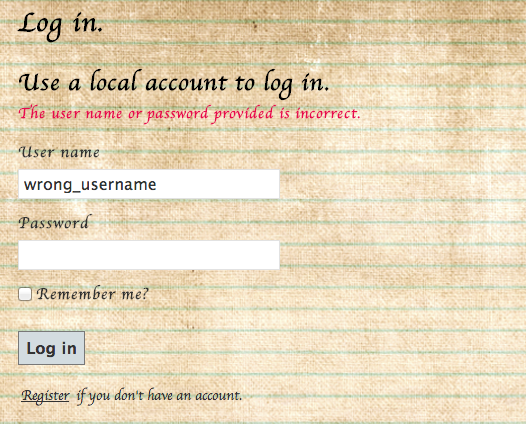 Log in.
Use a local account to log in.
The user name or password provided is incorrect.
User name
wrong_username
Password
Remember me?
Log in
Register if you don't have an account.